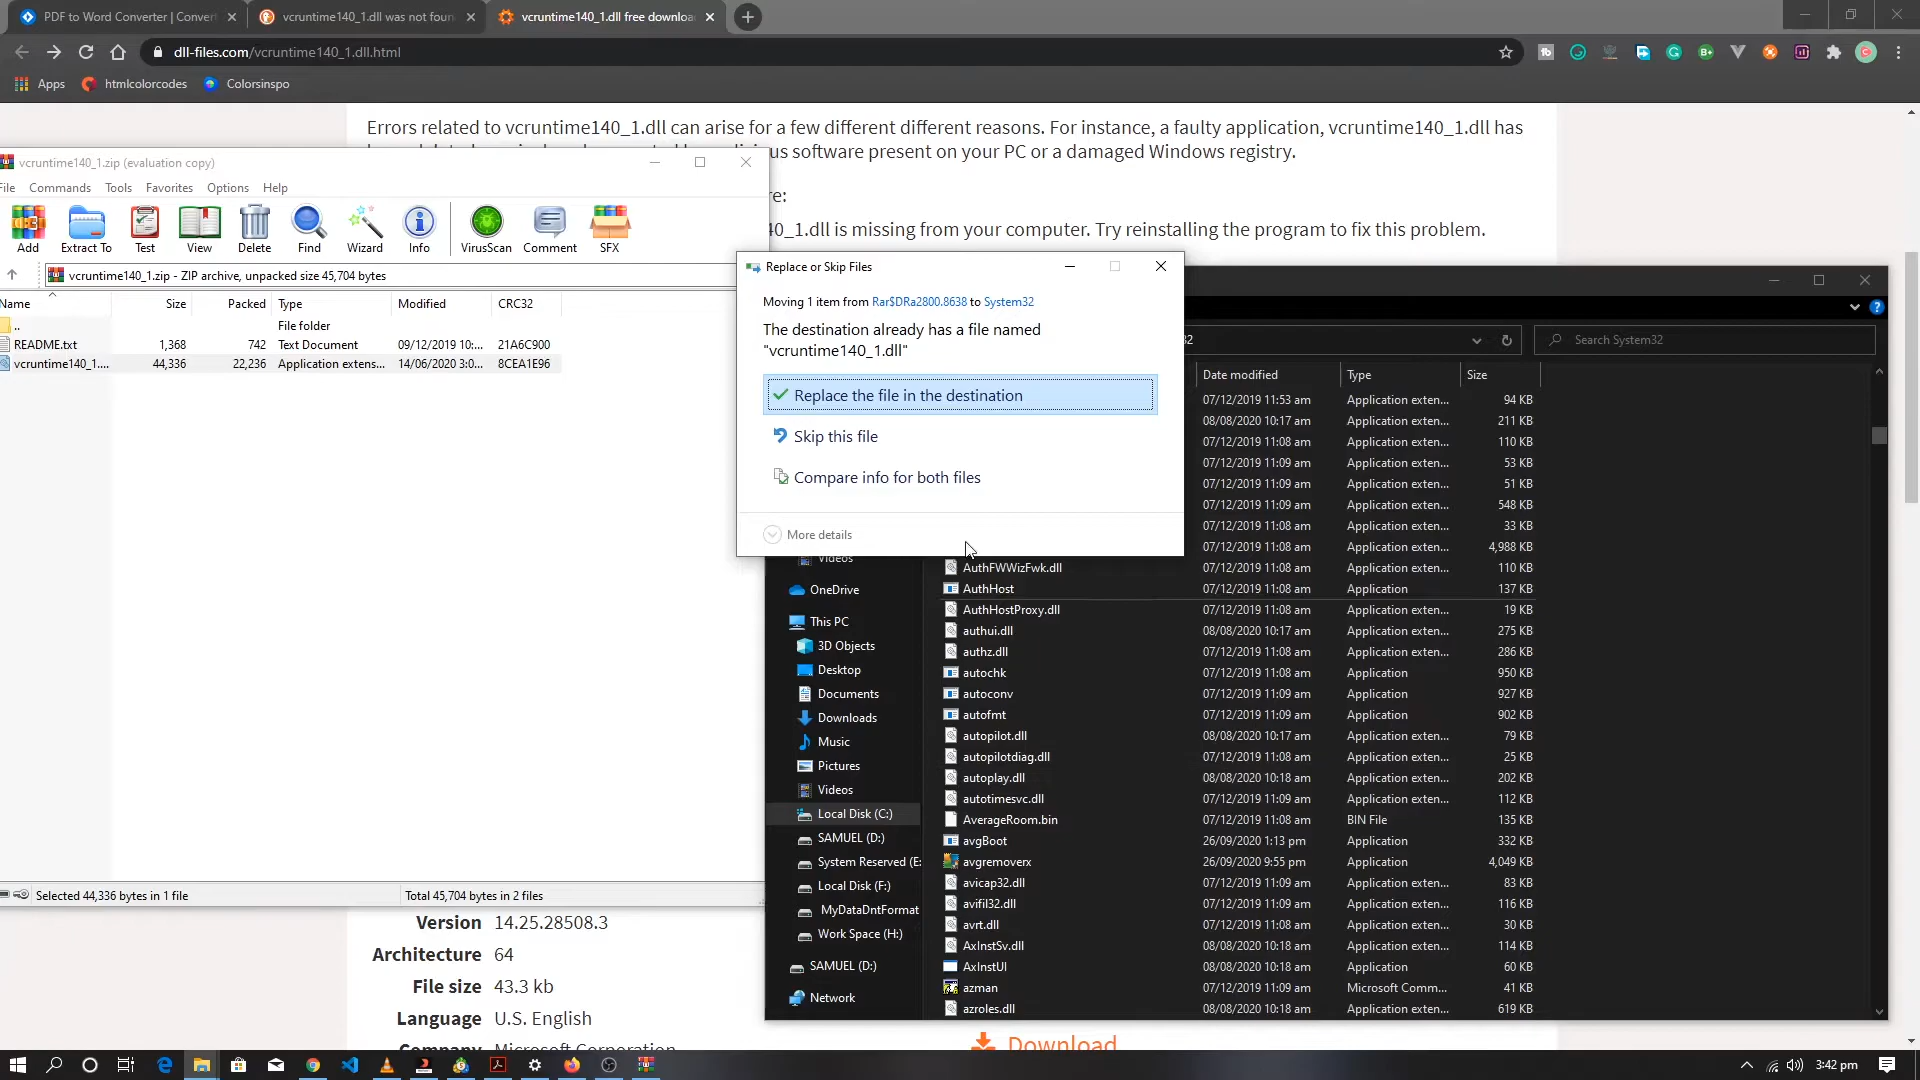 PDF to Word Converter | Convert
vcruntime140_1.dll was not foun
vcruntime140_1.dll free downloa
dll-files.com/vcruntime140_1.dll.html
Apps
htmlcolorcodes
Colorsinspo
Errors related to vcruntime140_1.dll can arise for a few different different reasons. For instance, a faulty application, vcruntime140_1.dll has
us software present on your PC or a damaged Windows registry.
re:
40_1.dll is missing from your computer. Try reinstalling the program to fix this problem.
vcruntime140_1.zip (evaluation copy)
File Commands Tools Favorites Options Help
Add Extract To Test View Delete Find Wizard Info VirusScan Comment SFX
vcruntime140_1.zip - ZIP archive, unpacked size 45,704 bytes
Name Size Packed Type Modified CRC32
.. File folder
README.txt 1,368 742 Text Document 09/12/2019 10:... 21A6C900
vcruntime140_1.... 44,336 22,236 Application extens... 14/06/2020 3:0... 8CEA1E96
Selected 44,336 bytes in 1 file
Total 45,704 bytes in 2 files
Replace or Skip Files
Moving 1 item from Rar$DRa2800.8638 to System32
The destination already has a file named
"vcruntime140_1.dll"
Replace the file in the destination
Skip this file
Compare info for both files
More details
32
Search System32
Date modified Type Size
07/12/2019 11:53 am Application exten... 94 KB
08/08/2020 10:17 am Application exten... 211 KB
07/12/2019 11:08 am Application exten... 110 KB
07/12/2019 11:09 am Application exten... 53 KB
07/12/2019 11:09 am Application exten... 51 KB
07/12/2019 11:09 am Application exten... 548 KB
07/12/2019 11:08 am Application exten... 33 KB
07/12/2019 11:08 am Application exten... 4,988 KB
AuthFWWizFwk.dll 07/12/2019 11:08 am Application exten... 110 KB
AuthHost 07/12/2019 11:08 am Application 137 KB
AuthHostProxy.dll 07/12/2019 11:08 am Application exten... 19 KB
authui.dll 08/08/2020 10:17 am Application exten... 275 KB
authz.dll 07/12/2019 11:08 am Application exten... 286 KB
autochk 07/12/2019 11:08 am Application 950 KB
autoconv 07/12/2019 11:09 am Application 927 KB
autofmt 07/12/2019 11:09 am Application 902 KB
autopilot.dll 08/08/2020 10:17 am Application exten... 79 KB
autopilotdiag.dll 07/12/2019 11:09 am Application exten... 25 KB
autoplay.dll 08/08/2020 10:18 am Application exten... 202 KB
autotimesvc.dll 07/12/2019 11:09 am Application exten... 112 KB
AverageRoom.bin 07/12/2019 11:08 am BIN File 135 KB
avgBoot 26/09/2020 1:13 pm Application 332 KB
avgremoverx 26/09/2020 9:55 pm Application 4,049 KB
avicap32.dll 07/12/2019 11:09 am Application exten... 83 KB
avifil32.dll 07/12/2019 11:09 am Application exten... 116 KB
avrt.dll 07/12/2019 11:08 am Application exten... 30 KB
AxInstSv.dll 08/08/2020 10:18 am Application exten... 114 KB
AxInstUI 08/08/2020 10:18 am Application 60 KB
azman 07/12/2019 11:09 am Microsoft Comm... 41 KB
azroles.dll 08/08/2020 10:18 am Application exten... 619 KB
Videos
OneDrive
This PC
3D Objects
Desktop
Documents
Downloads
Music
Pictures
Videos
Local Disk (C:)
SAMUEL (D:)
System Reserved (E:
Local Disk (F:)
MyDataDntFormat
Work Space (H:)
SAMUEL (D:)
Network
Version 14.25.28508.3
Architecture 64
File size 43.3 kb
Language U.S. English
Company Microsoft Corporation
Download
3:42 pm